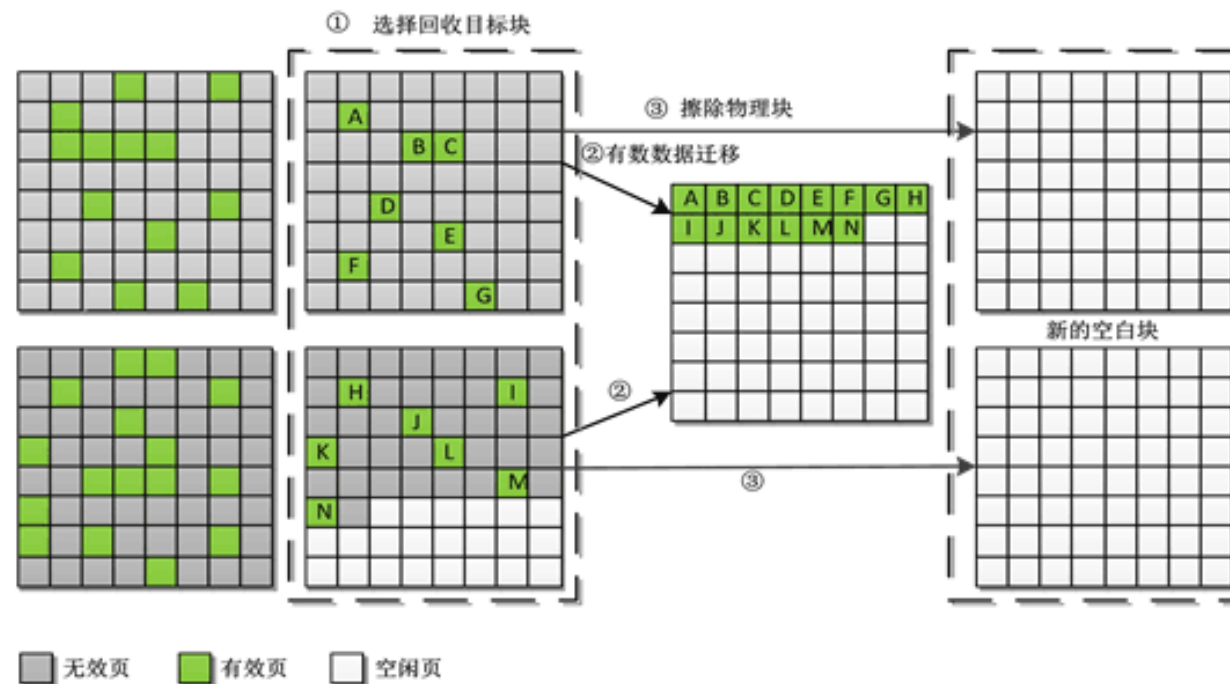 ① 选择回收目标块
A
B C
D
E
F
G
③ 擦除物理块
②有数数据迁移
A B C D E F G H
I J K L M N
新的空白块
H I
J
K L
M
N
②
③
无效页 有效页 空闲页